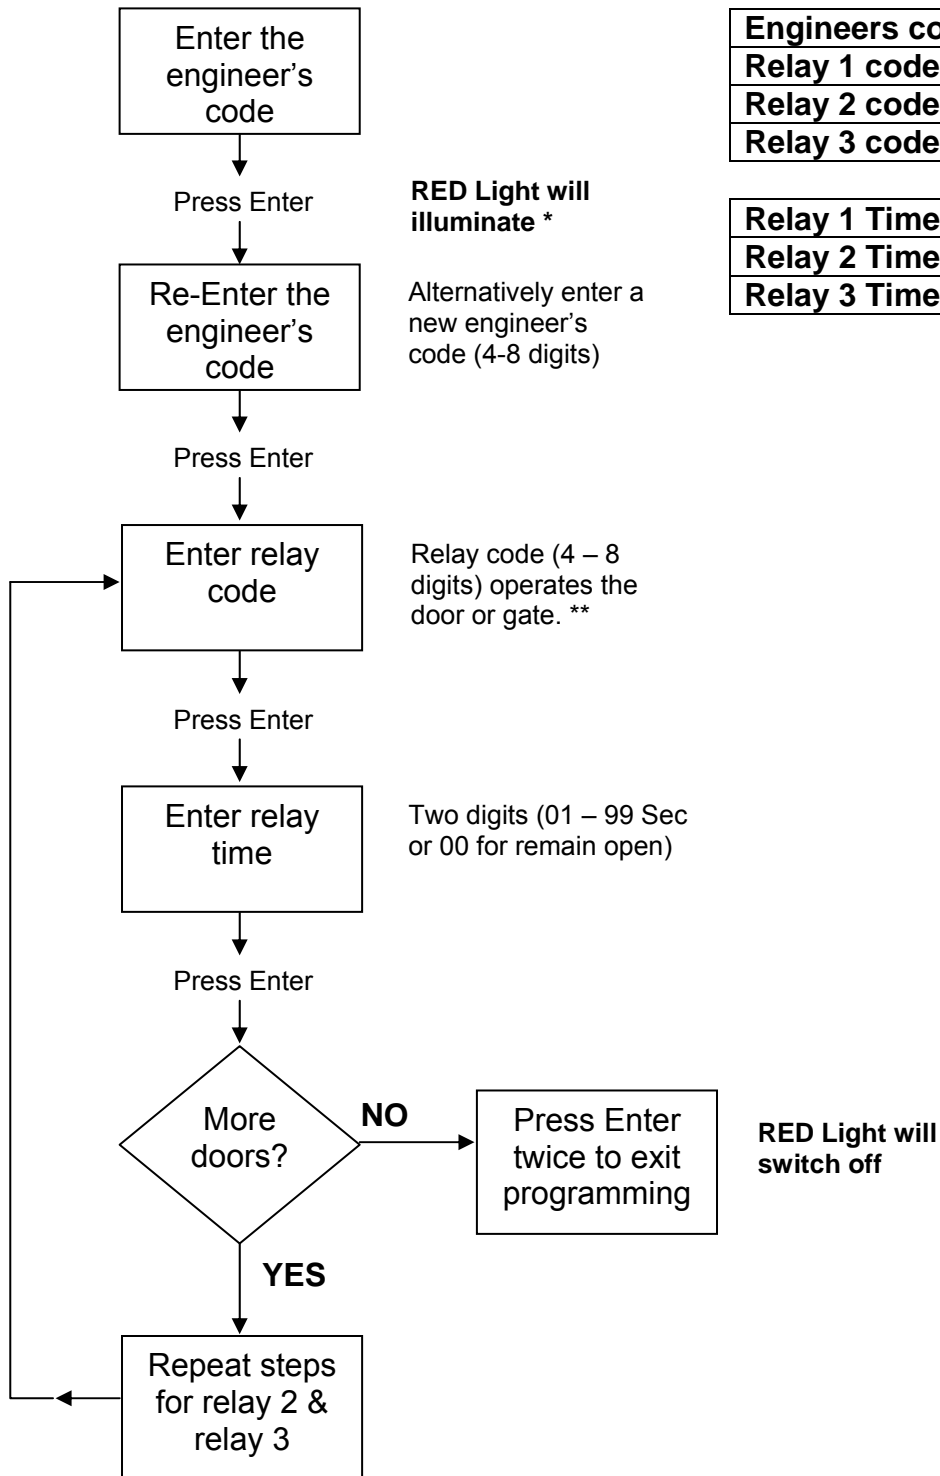 Enter the
engineer’s
code
Press Enter
RED Light will
illuminate *
Re-Enter the
engineer’s
code
Alternatively enter a
new engineer’s
code (4-8 digits)
Press Enter
Enter relay
code
Relay code (4 – 8
digits) operates the
door or gate. **
Press Enter
Enter relay
time
Two digits (01 – 99 Sec
or 00 for remain open)
Press Enter
More
doors?
NO
Press Enter
twice to exit
programming
RED Light will
switch off
YES
Repeat steps
for relay 2 &
relay 3
Engineers
Relay 1 code
Relay 2 code
Relay 3 code
Relay 1 Time
Relay 2 Time
Relay 3 Time